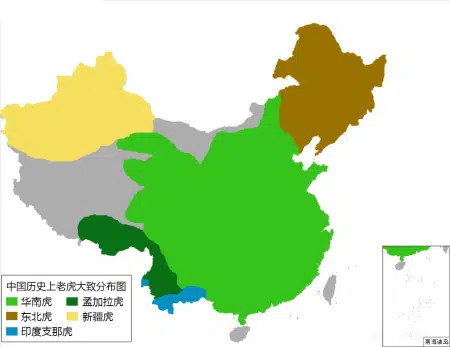 中国历史上老虎大致分布图
华南虎 孟加拉虎
东北虎 新疆虎
印度支那虎
南海诸岛